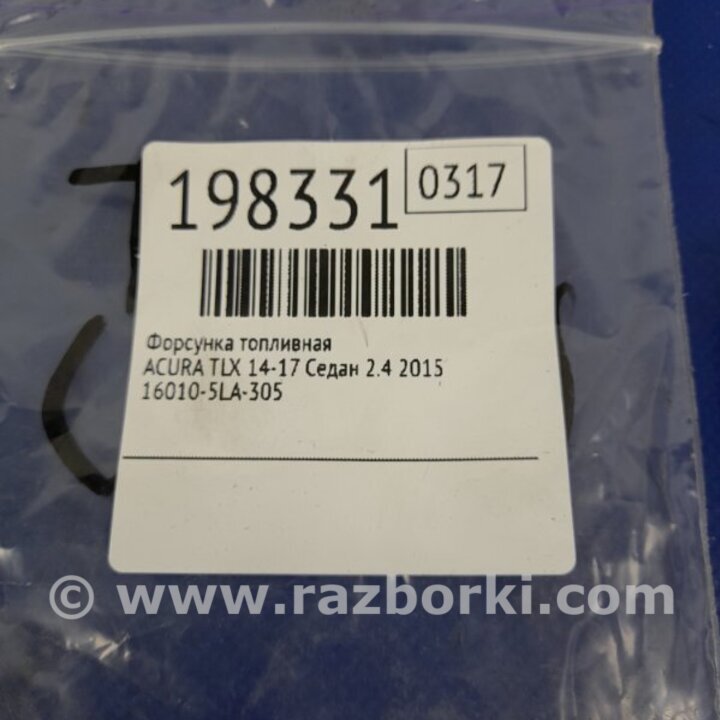 198331 0317
Форсунка топливная
ACURA TLX 14-17 Седан 2.4 2015
16010-5LA-305
© www.razborki.com